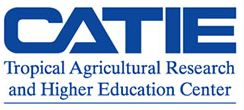 CATIE
Tropical Agricultural Research
and Higher Education Center